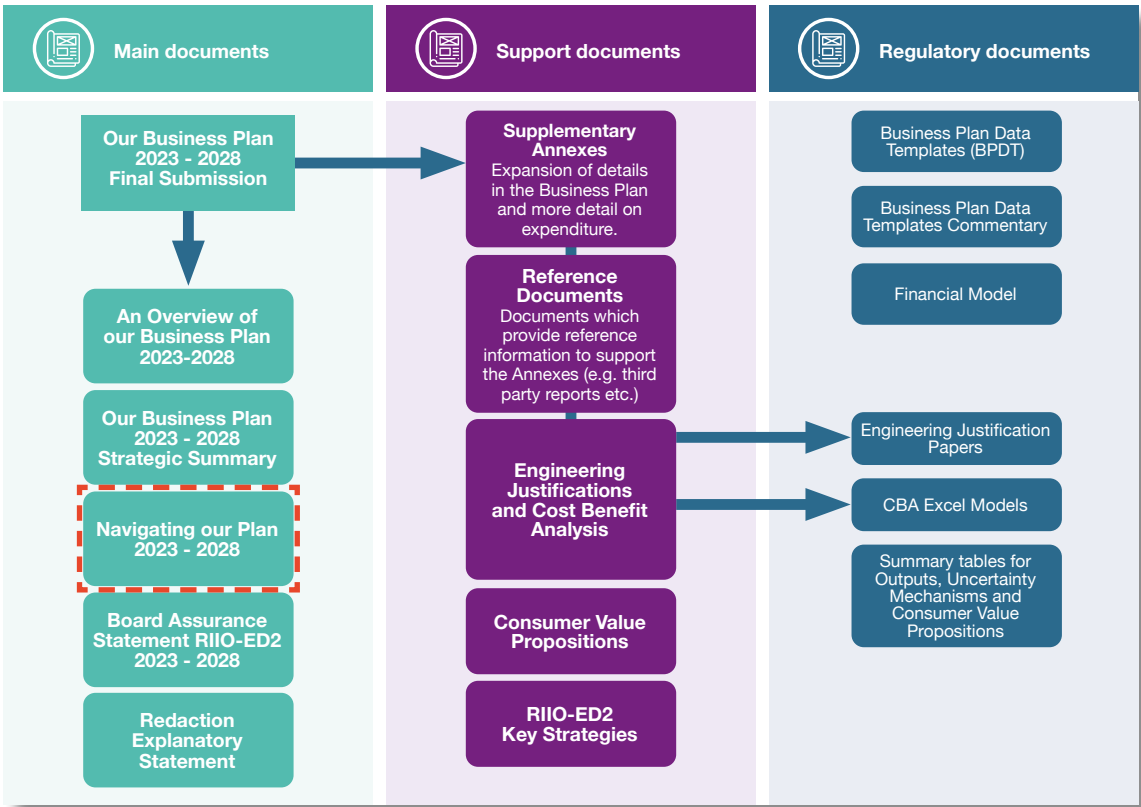 Main documents
Our Business Plan
2023 - 2028
Final Submission
An Overview of
our Business Plan
2023-2028
Our Business Plan
2023 - 2028
Strategic Summary
Navigating our Plan
2023 - 2028
Board Assurance
Statement RIIO-ED2
2023 - 2028
Redaction
Explanatory
Statement
Support documents
Supplementary
Annexes
Expansion of details
in the Business Plan
and more detail on
expenditure.
Reference
Documents
Documents which
provide reference
information to support
the Annexes (e.g. third
party reports etc.)
Engineering
Justifications
and Cost Benefit
Analysis
Consumer Value
Propositions
RIIO-ED2
Key Strategies
Regulatory documents
Business Plan Data
Templates (BPDT)
Business Plan Data
Templates Commentary
Financial Model
Engineering Justification
Papers
CBA Excel Models
Summary tables for
Outputs, Uncertainty
Mechanisms and
Consumer Value
Propositions